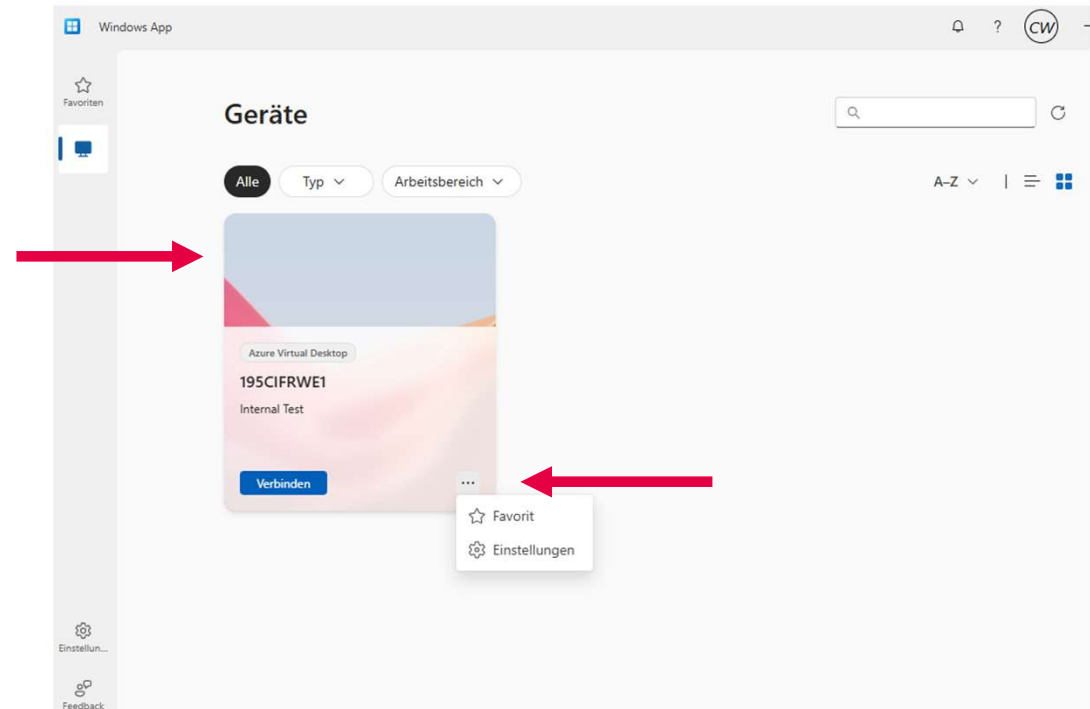 Windows App
?
CW
Favoriten
Geräte
Alle
Typ
Arbeitsbereich
A–Z
Azure Virtual Desktop
195CIFRWE1
Internal Test
Verbinden
...
Favorit
Einstellungen
Einstellun...
Feedback